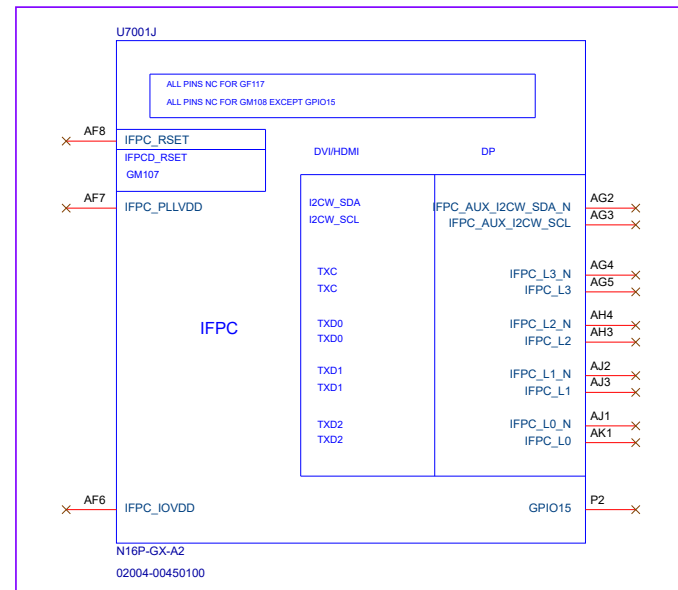 U7001J
ALL PINS NC FOR GF117
ALL PINS NC FOR GM108 EXCEPT GPIO15
AF8 IFPC_RSET
IFPCD_RSET
GM107
DVI/HDMI DP
AF7 IFPC_PLLVDD
I2CW_SDA IFPC_AUX_I2CW_SDA_N AG2
I2CW_SCL IFPC_AUX_I2CW_SCL AG3
TXC IFPC_L3_N AG4
TXC IFPC_L3 AG5
IFPC
TXD0 IFPC_L2_N AH4
TXD0 IFPC_L2 AH3
TXD1 IFPC_L1_N AJ2
TXD1 IFPC_L1 AJ3
TXD2 IFPC_L0_N AJ1
TXD2 IFPC_L0 AK1
AF6 IFPC_IOVDD GPIO15 P2
N16P-GX-A2
02004-00450100